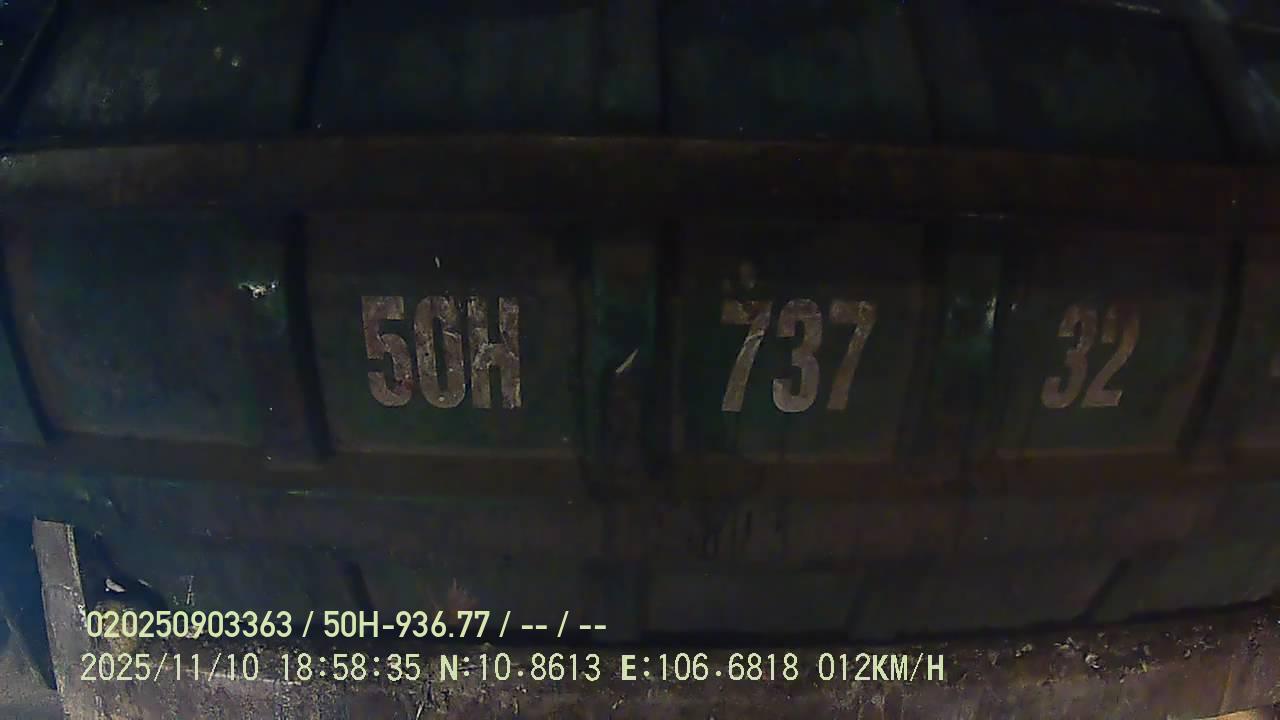 50H 737 32
020250903363 / 50H-936.77 / -- / --
2025/11/10 18:58:35 N:10.8613 E:106.6818 012KM/H